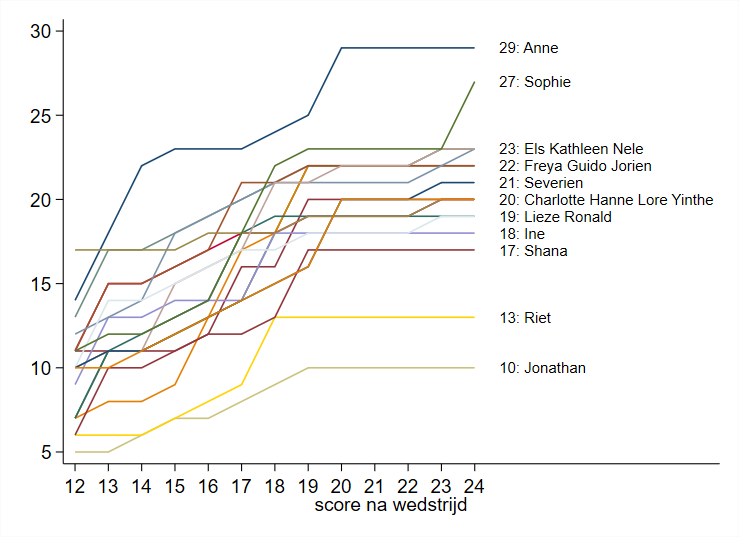 30
29: Anne
27: Sophie
25
23: Els Kathleen Nele
22: Freya Guido Jorien
21: Severien
20
20: Charlotte Hanne Lore Yinthe
19: Lieze Ronald
18: Ine
17: Shana
15
13: Riet
10
10: Jonathan
5
12 13 14 15 16 17 18 19 20 21 22 23 24
score na wedstrijd